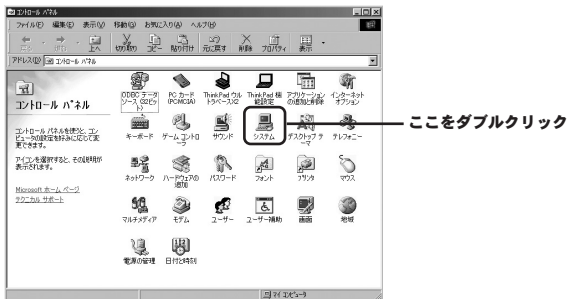 コントロール パネル
ファイル(F) 編集(E) 表示(V) 移動(G) お気に入り(A) ヘルプ(H)
戻る 進む 上へ 切り取り コピー 貼り付け 元に戻す 削除 プロパティ 表示
アドレス(D) コントロール パネル
コントロール パネル
コントロール パネルを使うと、コン
ピュータの設定を好みに応じて変
更できます。
アイコンを選択すると、その説明が
表示されます。
Microsoft ホーム ページ
テクニカル サポート
ODBC データ ソース (32ビット)
PC カード (PCMCIA)
ThinkPad ウルトラベース/X2
ThinkPad 機能設定
アプリケーションの追加と削除
インターネット オプション
キーボード
ゲーム コントローラ
サウンド
システム
デスクトップ テーマ
テレフォニー
ネットワーク
ハードウェアの追加
パスワード
フォント
プリンタ
マウス
マルチメディア
モデム
ユーザー
ユーザー補助
画面
地域
電源の管理
日付と時刻
マイ コンピュータ
ここをダブルクリック